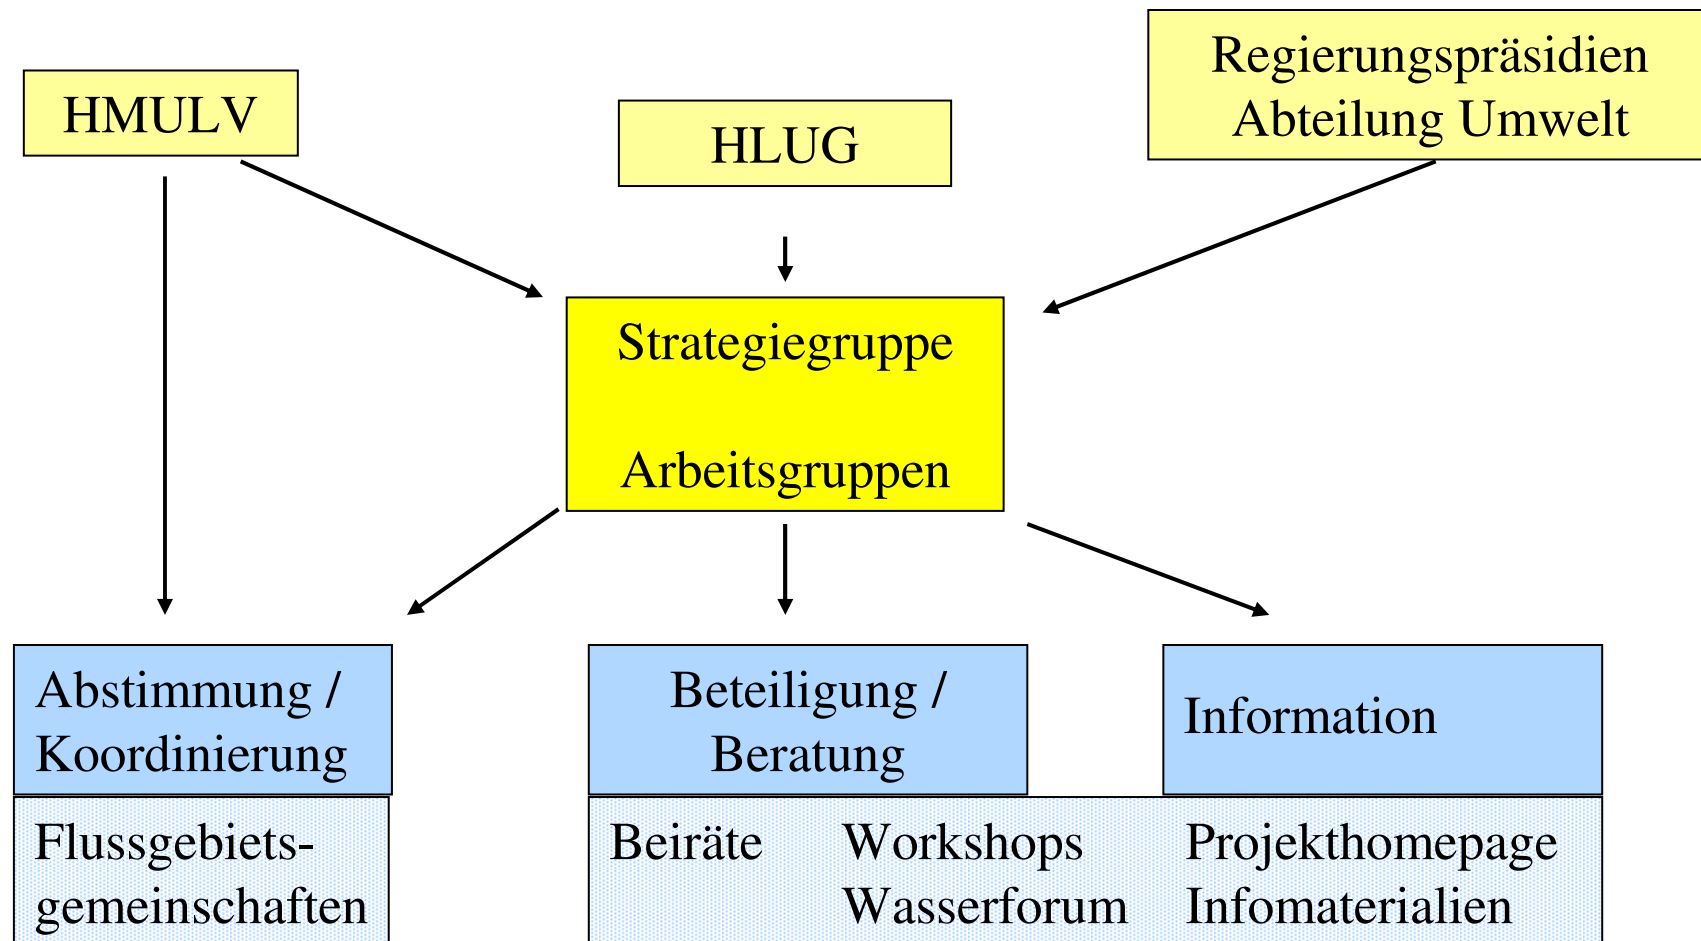 HMULV
HLUG
Regierungspräsidien
Abteilung Umwelt
Strategiegruppe
Arbeitsgruppen
Abstimmung /
Koordinierung
Beteiligung /
Beratung
Information
Flussgebiets-
gemeinschaften
Beiräte
Workshops
Wasserforum
Projekthomepage
Infomaterialien